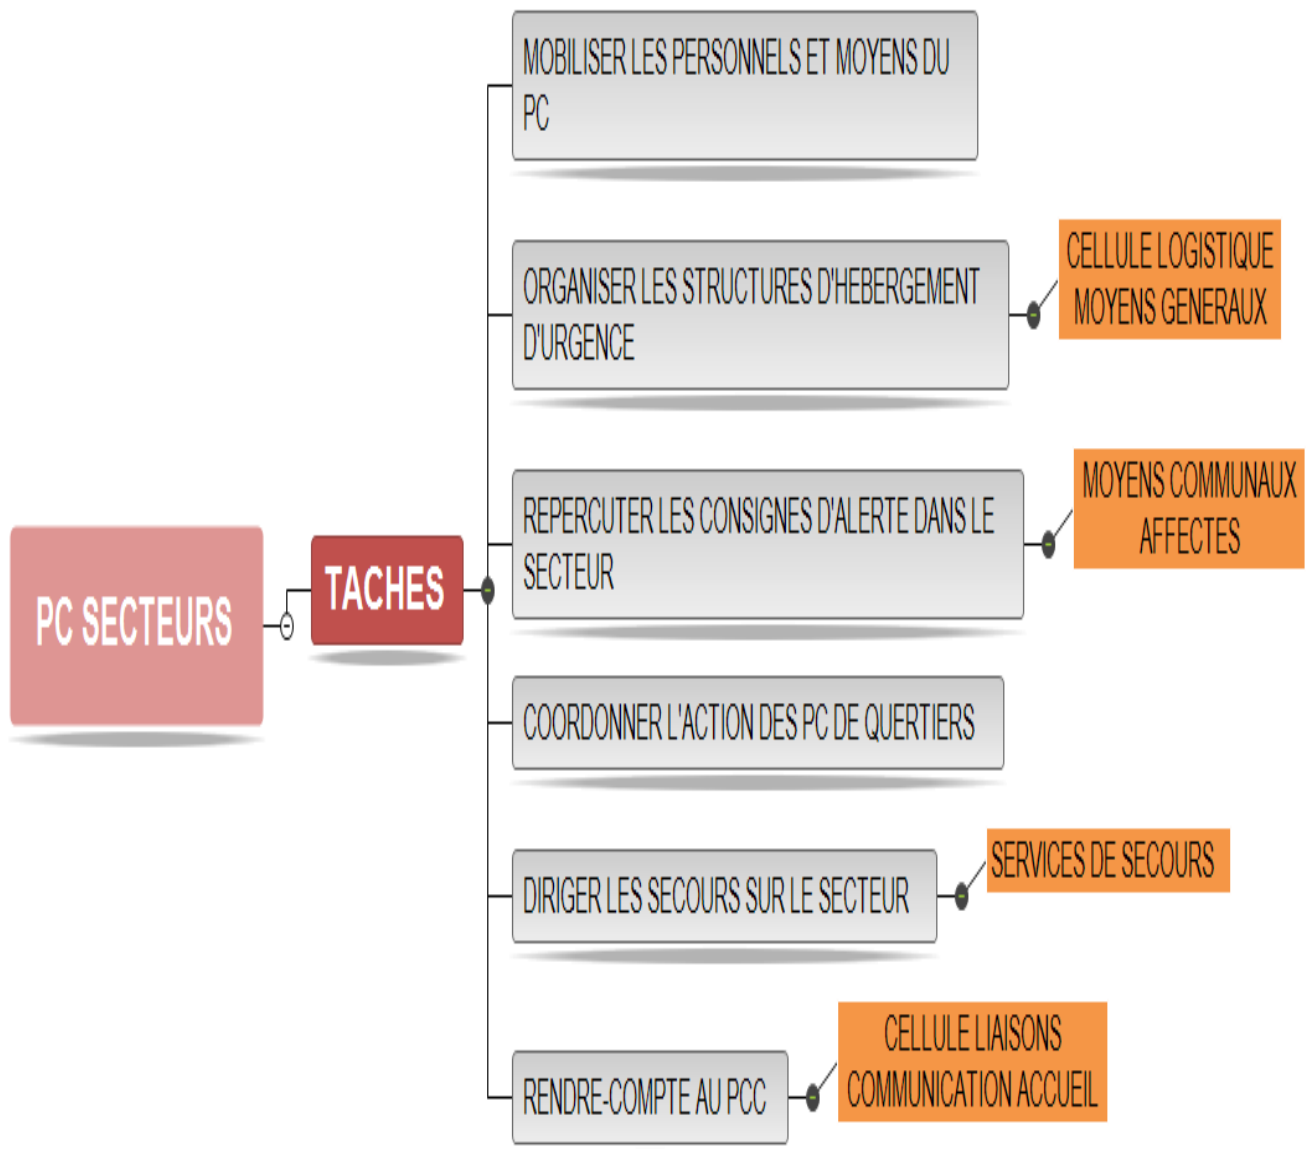 PC SECTEURS
TACHES
MOBILISER LES PERSONNELS ET MOYENS DU
PC
ORGANISER LES STRUCTURES D'HEBERGEMENT
D'URGENCE
CELLULE LOGISTIQUE
MOYENS GENERAUX
REPERCUTER LES CONSIGNES D'ALERTE DANS LE
SECTEUR
MOYENS COMMUNAUX
AFFECTES
COORDONNER L'ACTION DES PC DE QUERTIERS
DIRIGER LES SECOURS SUR LE SECTEUR
SERVICES DE SECOURS
RENDRE-COMPTE AU PCC
CELLULE LIAISONS
COMMUNICATION ACCUEIL